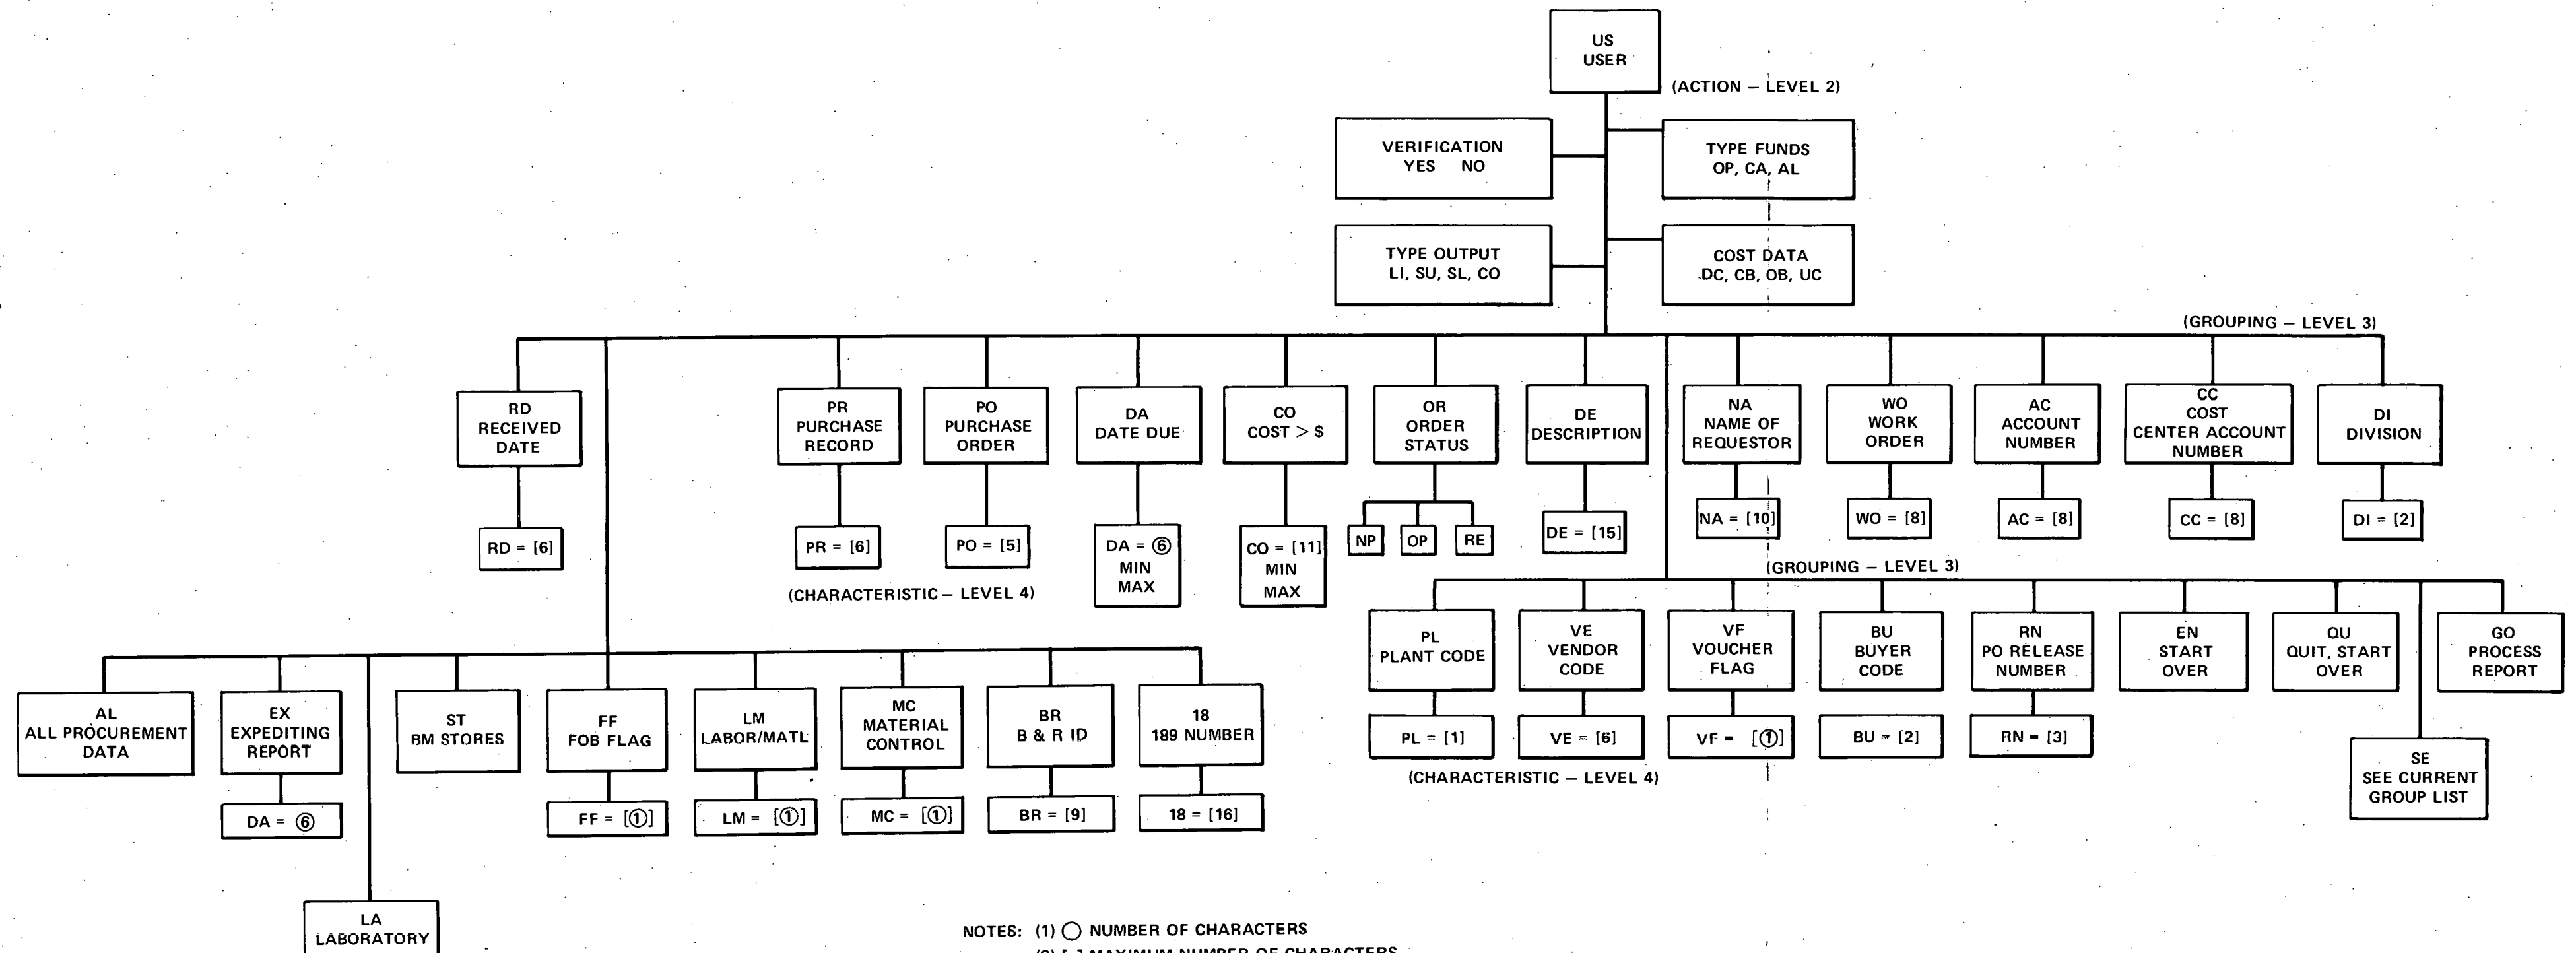 US
USER
(ACTION – LEVEL 2)
VERIFICATION
YES NO
TYPE FUNDS
OP, CA, AL
TYPE OUTPUT
LI, SU, SL, CO
COST DATA
DC, CB, OB, UC
(GROUPING – LEVEL 3)
RD
RECEIVED
DATE
PR
PURCHASE
RECORD
PO
PURCHASE
ORDER
DA
DATE DUE
CO
COST > $
OR
ORDER
STATUS
DE
DESCRIPTION
NA
NAME OF
REQUESTOR
WO
WORK
ORDER
AC
ACCOUNT
NUMBER
CC
COST
CENTER ACCOUNT
NUMBER
DI
DIVISION
RD = [6]
PR = [6]
PO = [5]
DA = ⑥
MIN
MAX
CO = [11]
MIN
MAX
NP
OP
RE
DE = [15]
NA = [10]
WO = [8]
AC = [8]
CC = [8]
DI = [2]
(CHARACTERISTIC – LEVEL 4)
(GROUPING – LEVEL 3)
PL
PLANT CODE
VE
VENDOR
CODE
VF
VOUCHER
FLAG
BU
BUYER
CODE
RN
PO RELEASE
NUMBER
EN
START
OVER
QU
QUIT, START
OVER
GO
PROCESS
REPORT
PL = [1]
VE = [6]
VF = [①]
BU = [2]
RN = [3]
SE
SEE CURRENT
GROUP LIST
(CHARACTERISTIC – LEVEL 4)
AL
ALL PROCUREMENT
DATA
EX
EXPEDITING
REPORT
ST
BM STORES
FF
FOB FLAG
LM
LABOR/MATL
MC
MATERIAL
CONTROL
BR
B & R ID
18
189 NUMBER
DA = ⑥
FF = [①]
LM = [①]
MC = [①]
BR = [9]
18 = [16]
LA
LABORATORY
NOTES: (1) ◯ NUMBER OF CHARACTERS
(2) [ ] MAXIMUM NUMBER OF CHARACTERS